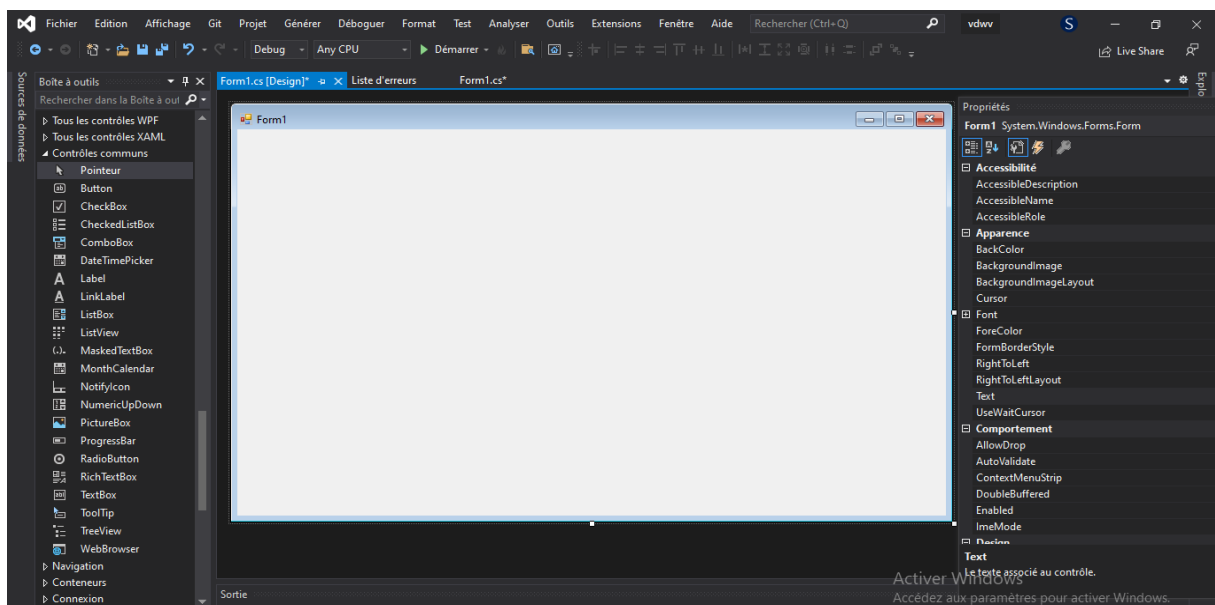 Fichier Edition Affichage Git Projet Générer Déboguer Format Test Analyser Outils Extensions Fenêtre Aide Rechercher (Ctrl+Q) vdwv S
Debug Any CPU Démarrer Live Share
Sources de données
Boîte à outils
Rechercher dans la Boîte à out
Tous les contrôles WPF
Tous les contrôles XAML
Contrôles communs
Pointeur
Button
CheckBox
CheckedListBox
ComboBox
DateTimePicker
Label
LinkLabel
ListBox
ListView
MaskedTextBox
MonthCalendar
NotifyIcon
NumericUpDown
PictureBox
ProgressBar
RadioButton
RichTextBox
TextBox
ToolTip
TreeView
WebBrowser
Navigation
Conteneurs
Connexion
Form1.cs [Design]* Liste d'erreurs Form1.cs*
Form1
Sortie
Explo
Propriétés
Form1 System.Windows.Forms.Form
Accessibilité
AccessibleDescription
AccessibleName
AccessibleRole
Apparence
BackColor
BackgroundImage
BackgroundImageLayout
Cursor
Font
ForeColor
FormBorderStyle
RightToLeft
RightToLeftLayout
Text
UseWaitCursor
Comportement
AllowDrop
AutoValidate
ContextMenuStrip
DoubleBuffered
Enabled
ImeMode
Design
Text
Le texte associé au contrôle.
Activer Windows
Accédez aux paramètres pour activer Windows.